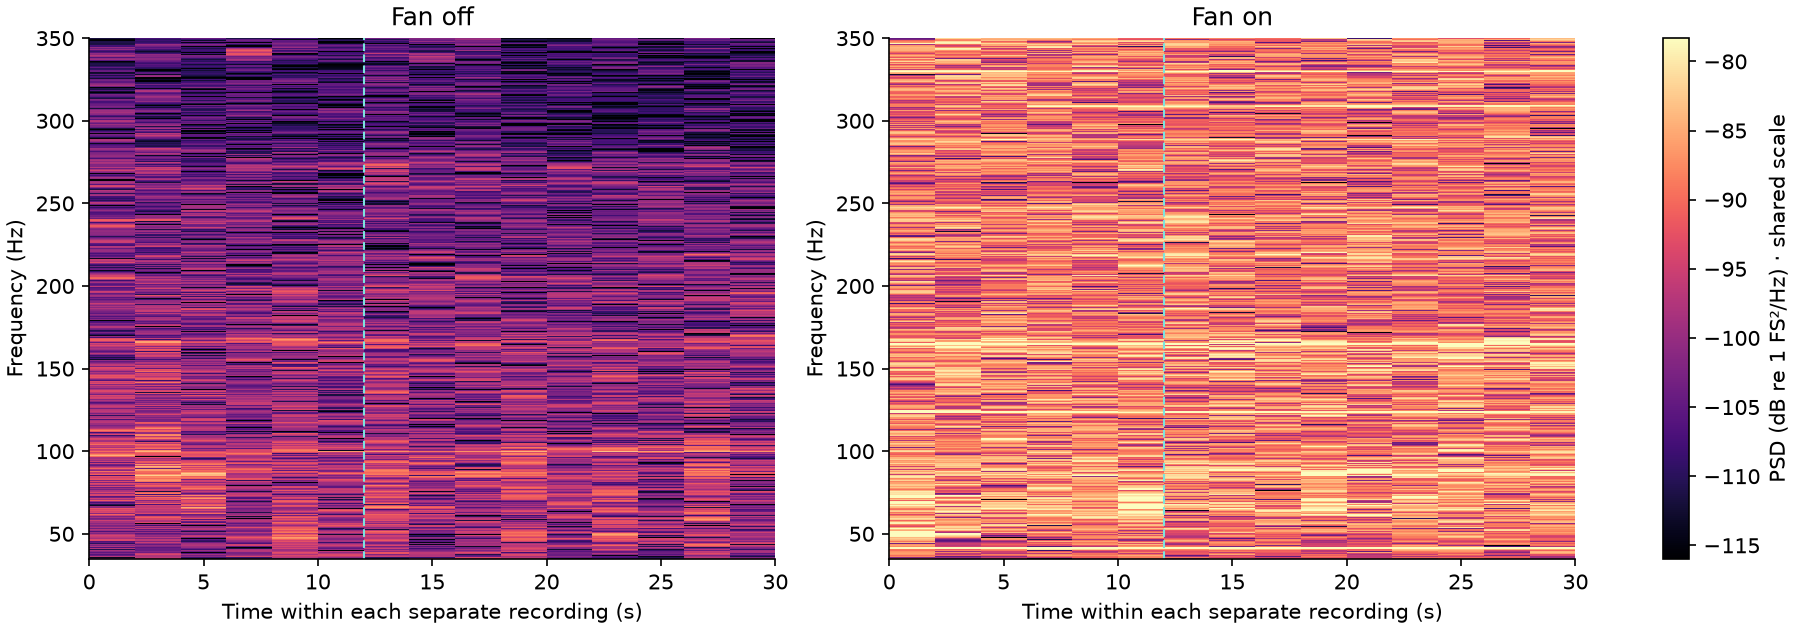 Fan off
350
300
250
200
150
100
50
Frequency (Hz)
0 5 10 15 20 25 30
Time within each separate recording (s)
Fan on
350
300
250
200
150
100
50
Frequency (Hz)
0 5 10 15 20 25 30
Time within each separate recording (s)
−80
−85
−90
−95
−100
−105
−110
−115
PSD (dB re 1 FS²/Hz) · shared scale